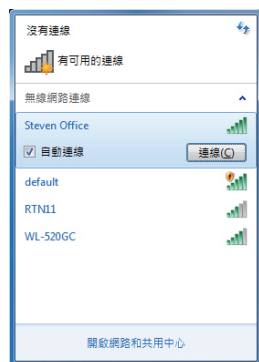 沒有連線
有可用的連線
無線網路連線
Steven Office
自動連線
連線(C)
default
RTN11
WL-520GC
開啟網路和共用中心